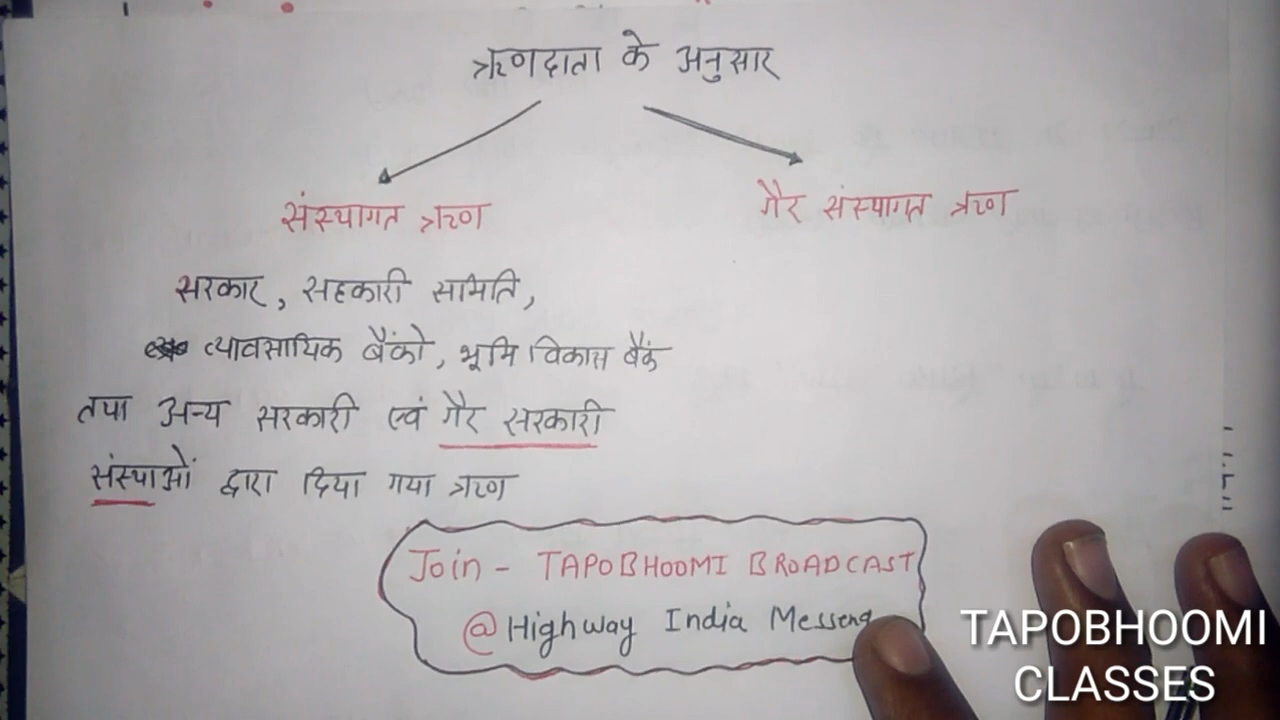 ऋणदाता के अनुसार
संस्थागत ऋण
गैर संस्थागत ऋण
सरकार, सहकारी समिति,
व्यावसायिक बैंको, भूमि विकास बैंक
तथा अन्य सरकारी एवं गैर सरकारी
संस्थाओं द्वारा दिया गया ऋण
Join - TAPOBHOOMI BROADCAST
@Highway India Messeng
TAPOBHOOMI
CLASSES